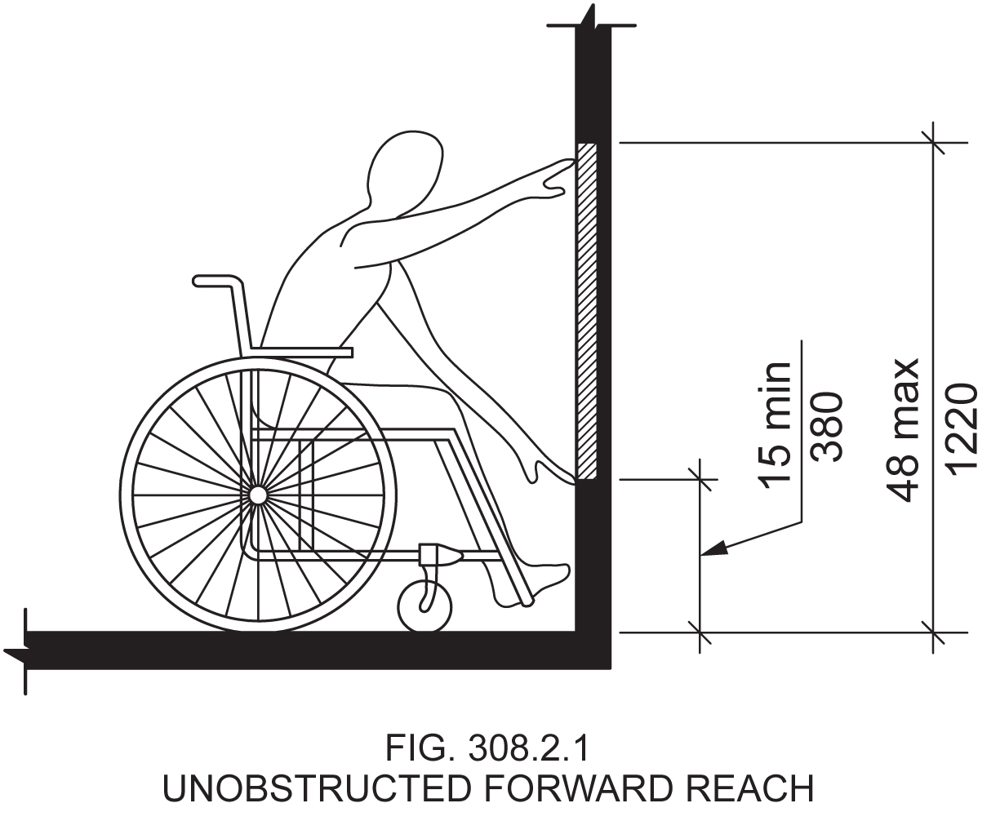 15 min
380
48 max
1220
FIG. 308.2.1
UNOBSTRUCTED FORWARD REACH